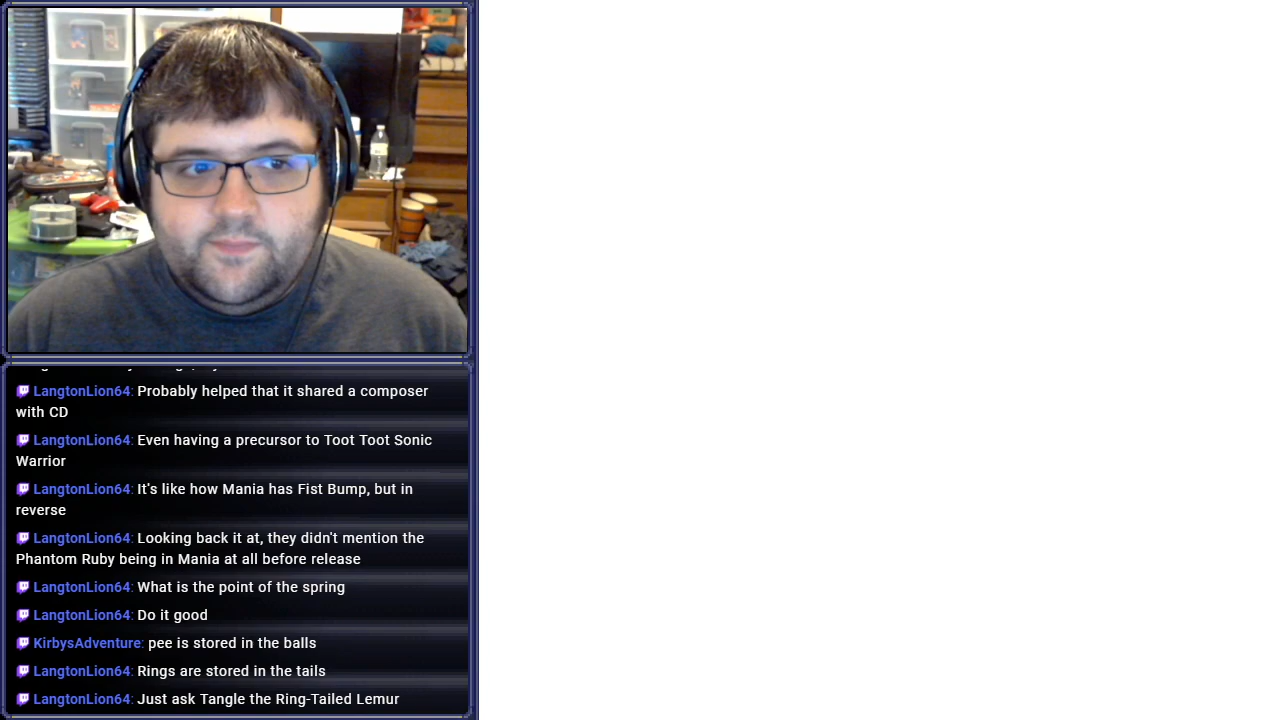 LangtonLion64: Probably helped that it shared a composer
with CD
LangtonLion64: Even having a precursor to Toot Toot Sonic
Warrior
LangtonLion64: It's like how Mania has Fist Bump, but in
reverse
LangtonLion64: Looking back it at, they didn't mention the
Phantom Ruby being in Mania at all before release
LangtonLion64: What is the point of the spring
LangtonLion64: Do it good
KirbysAdventure: pee is stored in the balls
LangtonLion64: Rings are stored in the tails
LangtonLion64: Just ask Tangle the Ring-Tailed Lemur